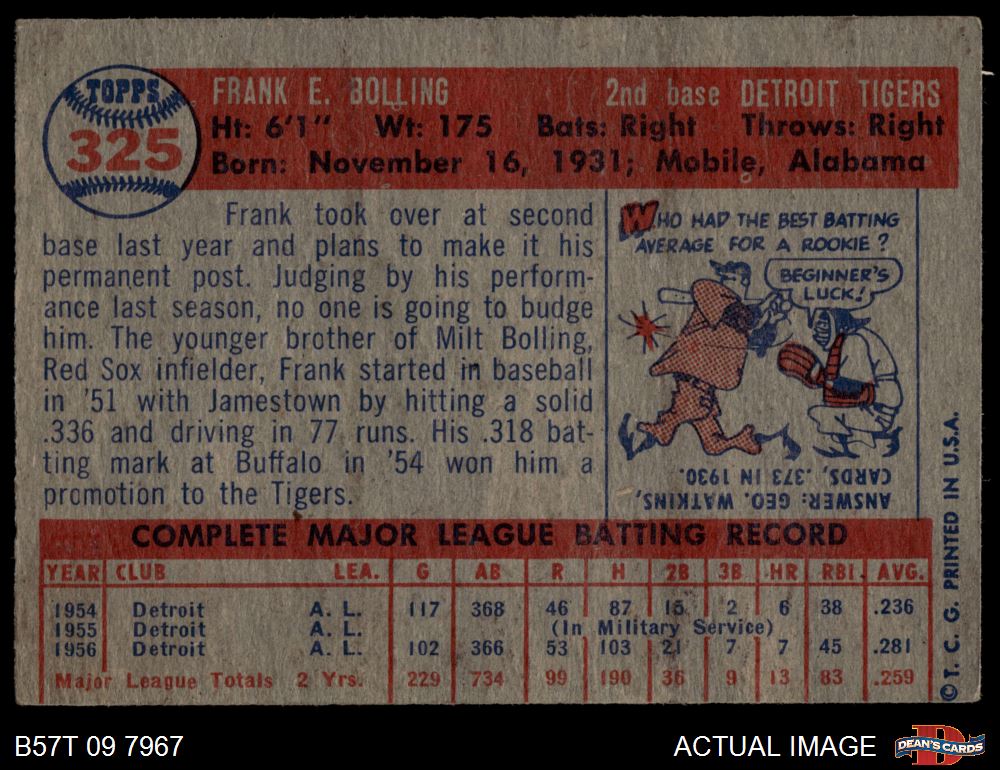 TOPPS
325
FRANK E. BOLLING 2nd base DETROIT TIGERS
Ht: 6'1" Wt: 175 Bats: Right Throws: Right
Born: November 16, 1931; Mobile, Alabama
Frank took over at second
base last year and plans to make it his
permanent post. Judging by his perform-
ance last season, no one is going to budge
him. The younger brother of Milt Bolling,
Red Sox infielder, Frank started in baseball
in '51 with Jamestown by hitting a solid
.336 and driving in 77 runs. His .318 bat-
ting mark at Buffalo in '54 won him a
promotion to the Tigers.
WHO HAD THE BEST BATTING
AVERAGE FOR A ROOKIE?
BEGINNER'S
LUCK!
ANSWER: GEO. WATKINS,
CARDS, .373 IN 1930.
COMPLETE MAJOR LEAGUE BATTING RECORD
YEAR CLUB LEA. G AB R H 2B 3B HR RBI. AVG.
1954 Detroit A. L. 117 368 46 87 15 2 6 38 .236
1955 Detroit A. L. (In Military Service)
1956 Detroit A. L. 102 366 53 103 21 7 7 45 .281
Major League Totals 2 Yrs. 229 734 99 190 36 9 13 83 .259
© T. C. G. PRINTED IN U.S.A.
B57T 09 7967
ACTUAL IMAGE
DEAN'S CARDS